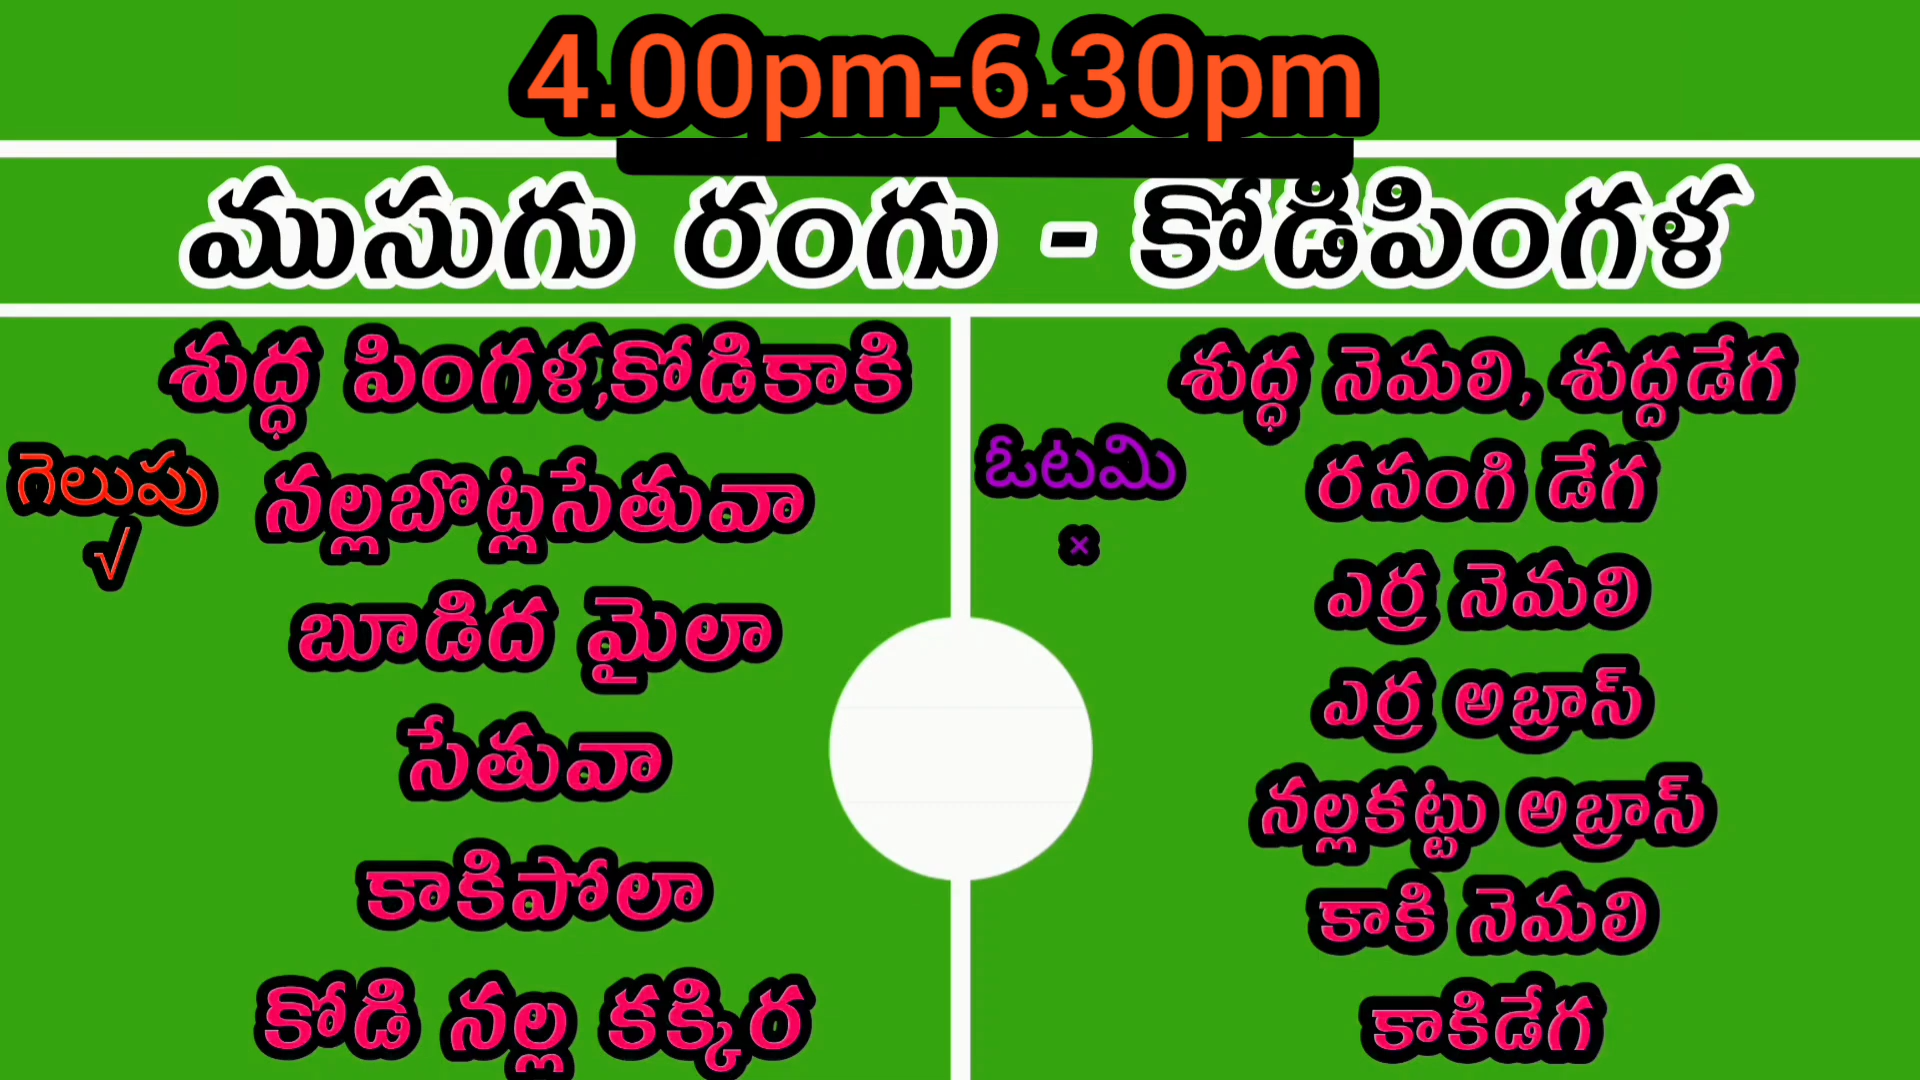 4.00pm-6.30pm
ముసుగు రంగు - కోడిపింగళ
శుద్ధ పింగళ,కోడికాకి
గెలుపు
√
నల్లబొట్లసేతువా
బూడిద మైలా
సేతువా
కాకిపోలా
కోడి నల్ల కక్కిర
శుద్ధ నెమలి, శుద్దడేగ
ఓటమి
×
రసంగి డేగ
ఎర్ర నెమలి
ఎర్ర అబ్రాస్
నల్లకట్టు అబ్రాస్
కాకి నెమలి
కాకిడేగ